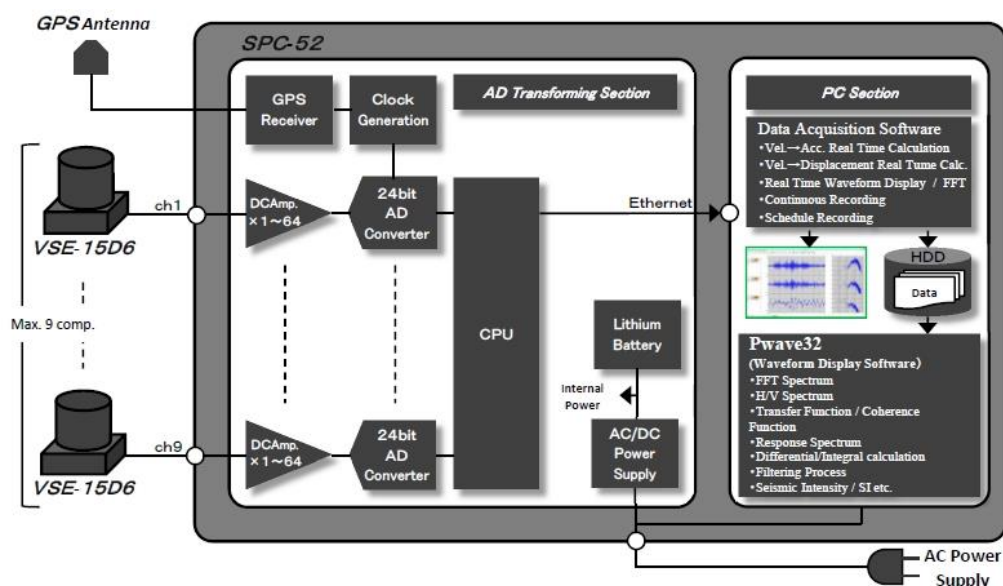 GPS Antenna
SPC-52
GPS
Receiver
Clock
Generation
AD Transforming Section
PC Section
Data Acquisition Software
•Vel.→Acc. Real Time Calculation
•Vel.→Displacement Real Tume Calc.
•Real Time Waveform Display / FFT
•Continuous Recording
•Schedule Recording
VSE-15D6
ch1
DCAmp.
×1～64
24bit
AD
Converter
CPU
Ethernet
HDD
Data
Max. 9 comp.
Lithium
Battery
Internal
Power
AC/DC
Power
Supply
Pwave32
(Waveform Display Software)
•FFT Spectrum
•H/V Spectrum
•Transfer Function / Coherence
Function
•Response Spectrum
•Differential/Integral calculation
•Filtering Process
•Seismic Intensity / SI etc.
VSE-15D6
ch9
DCAmp.
×1～64
24bit
AD
Converter
AC Power
Supply